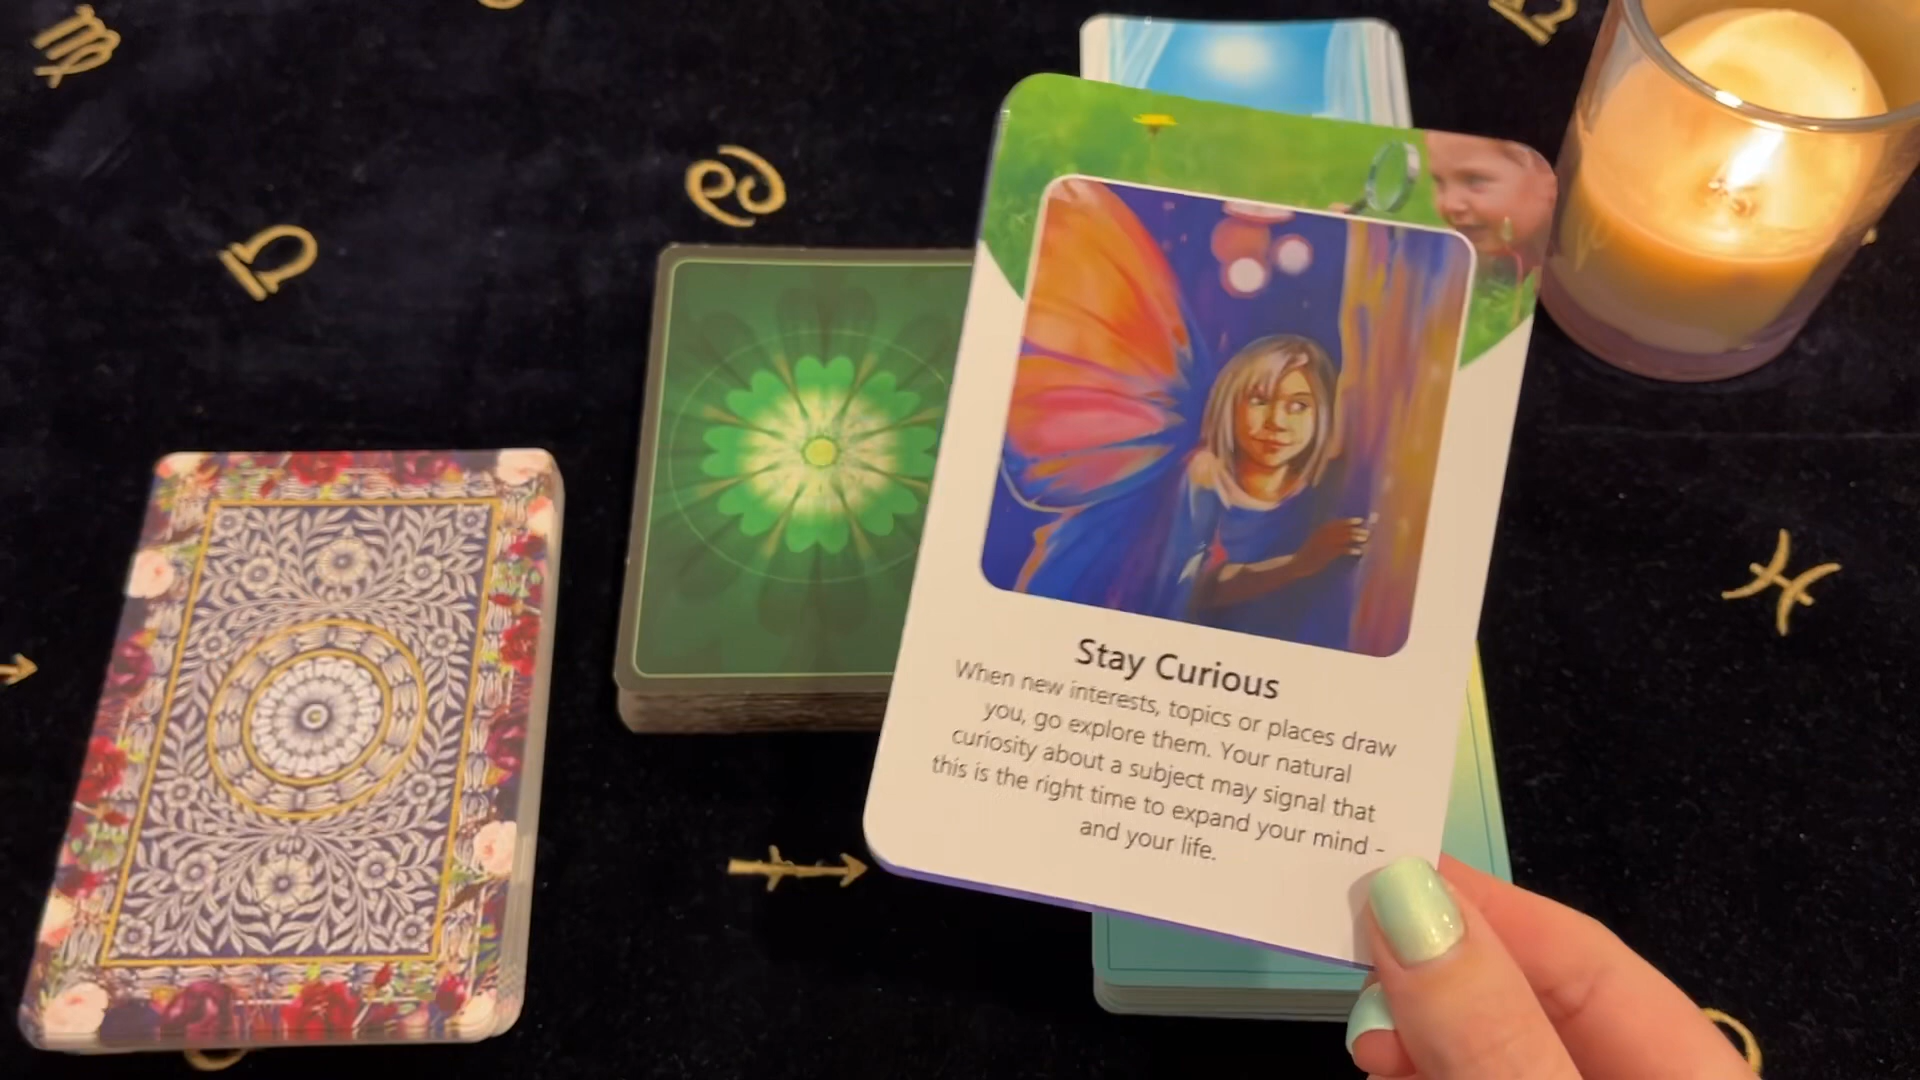 Stay Curious
When new interests, topics or places draw
you, go explore them. Your natural
curiosity about a subject may signal that
this is the right time to expand your mind -
and your life.